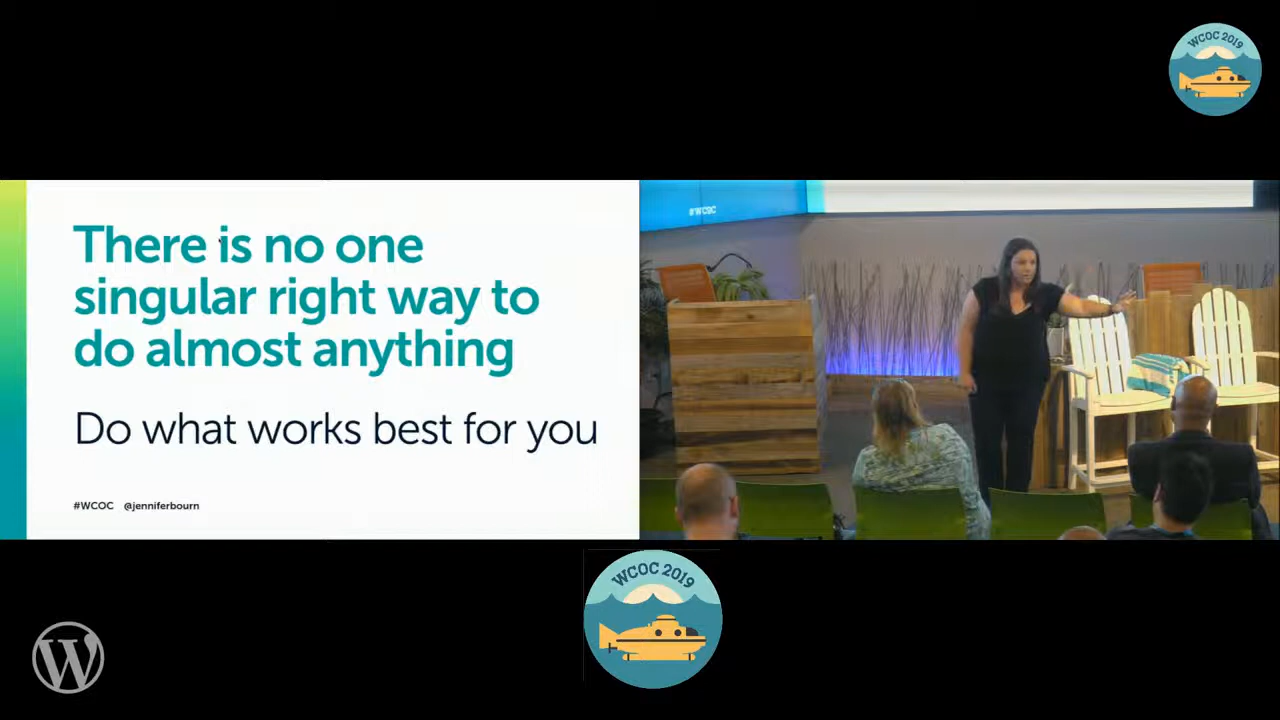 WCOC 2019
There is no one
singular right way to
do almost anything
Do what works best for you
#WCOC @jenniferbourn
#WCOC
WCOC 2019
W